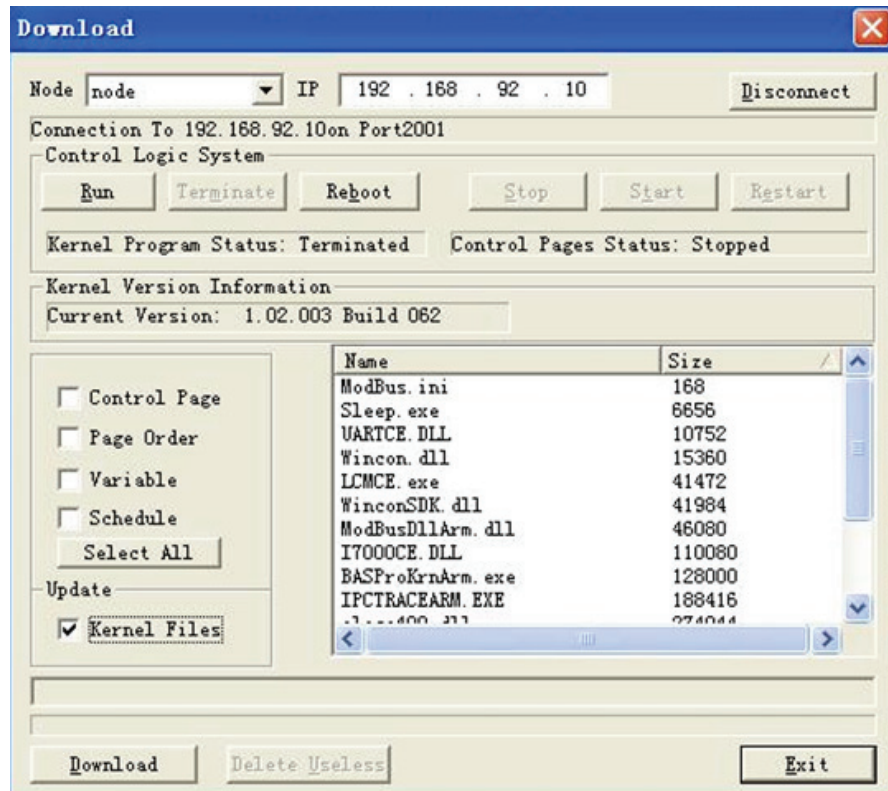 Download
Node node IP 192 . 168 . 92 . 10 Disconnect
Connection To 192.168.92.10on Port2001
Control Logic System
Run Terminate Reboot Stop Start Restart
Kernel Program Status: Terminated Control Pages Status: Stopped
Kernel Version Information
Current Version: 1.02.003 Build 062
Name Size
ModBus.ini 168
Sleep.exe 6656
UARTCE.DLL 10752
Wincon.dll 15360
LCMCE.exe 41472
WinconSDK.dll 41984
ModBusDllArm.dll 46080
I7000CE.DLL 110080
BASProKrnArm.exe 128000
IPCTRACEARM.EXE 188416
Control Page
Page Order
Variable
Schedule
Select All
Update
Kernel Files
Download Delete Useless Exit